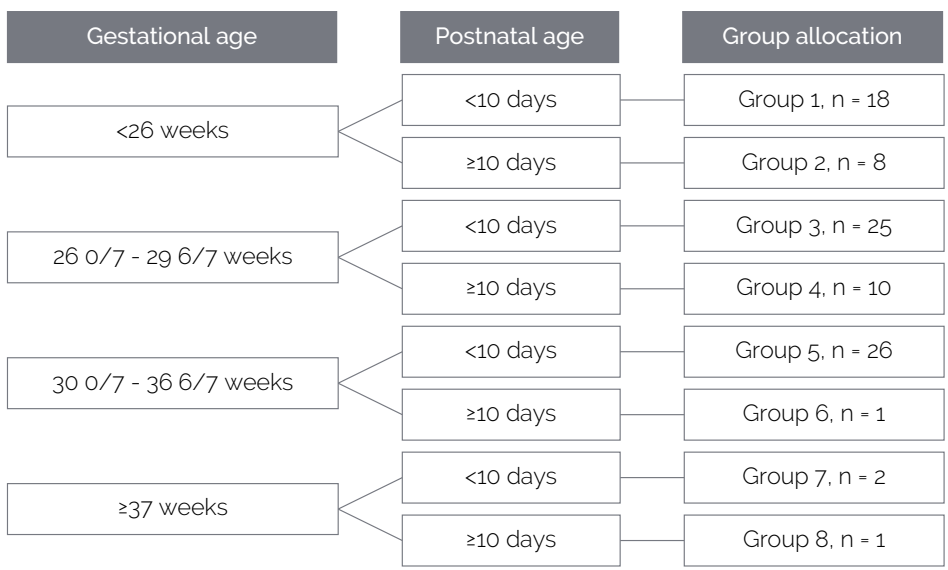 Gestational age
Postnatal age
Group allocation
<26 weeks
<10 days
Group 1, n = 18
≥10 days
Group 2, n = 8
26 0/7 - 29 6/7 weeks
<10 days
Group 3, n = 25
≥10 days
Group 4, n = 10
30 0/7 - 36 6/7 weeks
<10 days
Group 5, n = 26
≥10 days
Group 6, n = 1
≥37 weeks
<10 days
Group 7, n = 2
≥10 days
Group 8, n = 1